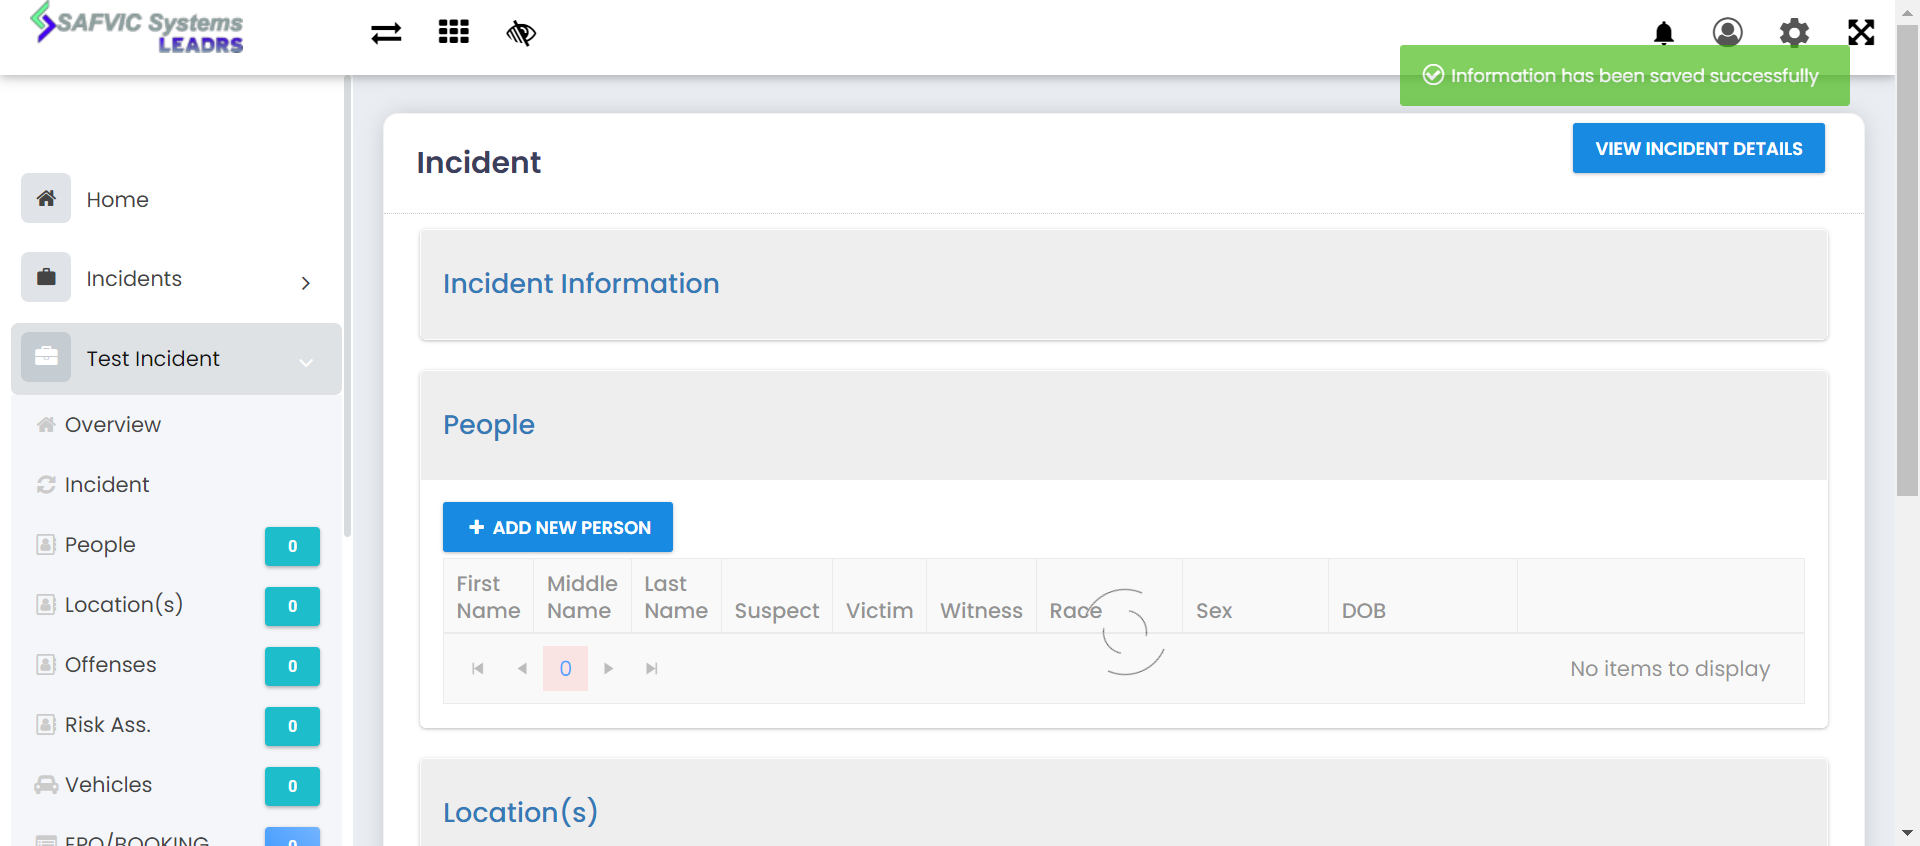 SAFVIC Systems
LEADRS
Information has been saved successfully
Incident
VIEW INCIDENT DETAILS
Home
Incidents
Test Incident
Overview
Incident
People 0
Location(s) 0
Offenses 0
Risk Ass. 0
Vehicles 0
EPO/BOOKING 0
Incident Information
People
+ ADD NEW PERSON
First Name
Middle Name
Last Name
Suspect
Victim
Witness
Race
Sex
DOB
0
No items to display
Location(s)